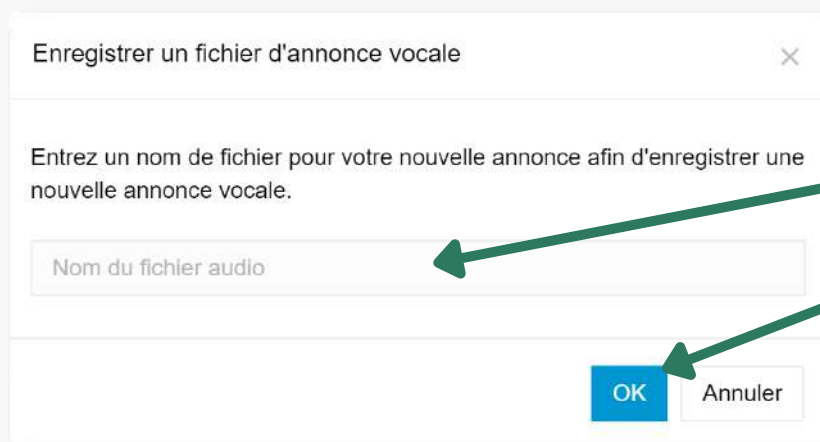 Enregistrer un fichier d'annonce vocale
Entrez un nom de fichier pour votre nouvelle annonce afin d'enregistrer une
nouvelle annonce vocale.
Nom du fichier audio
OK Annuler